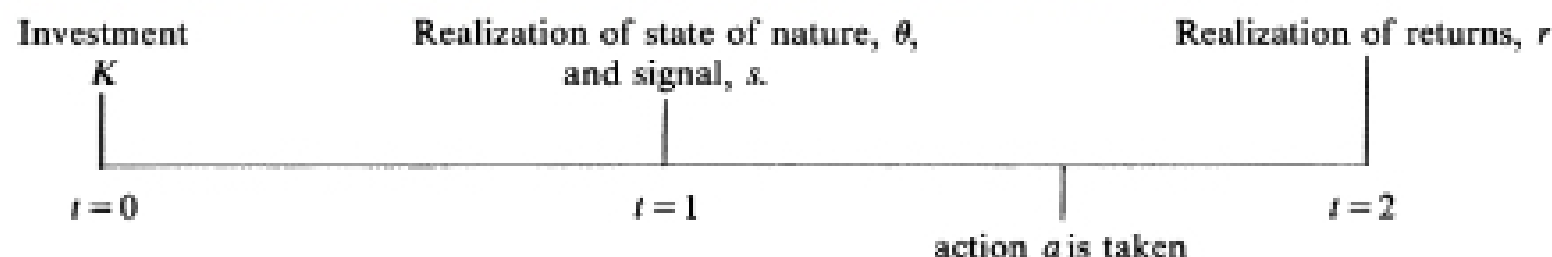 Investment
K
Realization of state of nature, θ,
and signal, s.
Realization of returns, r
t = 0
t = 1
t = 2
action a is taken